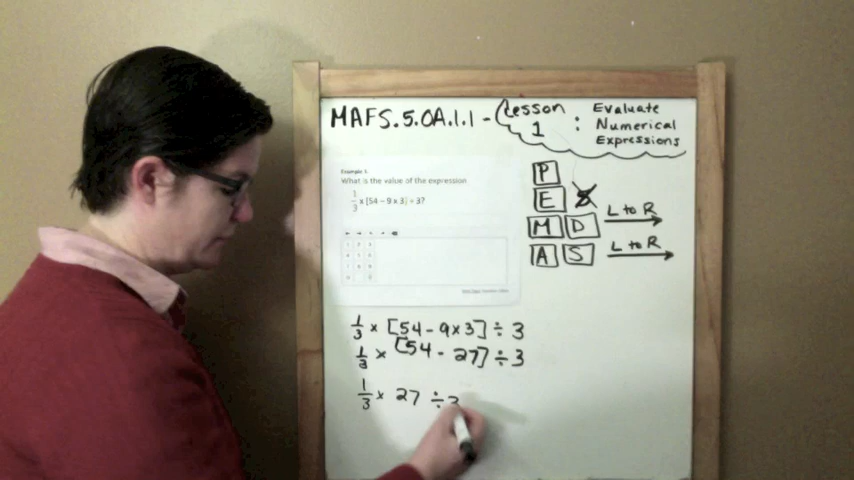 MAFS.5.OA.1.1 - Lesson 1 : Evaluate Numerical Expressions
Example 3
What is the value of the expression
1/3 x [54 – 9 x 3] ÷ 3?
P
E
M D L to R
A S L to R
1/3 × [54 - 9×3] ÷ 3
1/3 × [54 - 27] ÷ 3
1/3 × 27 ÷ 3